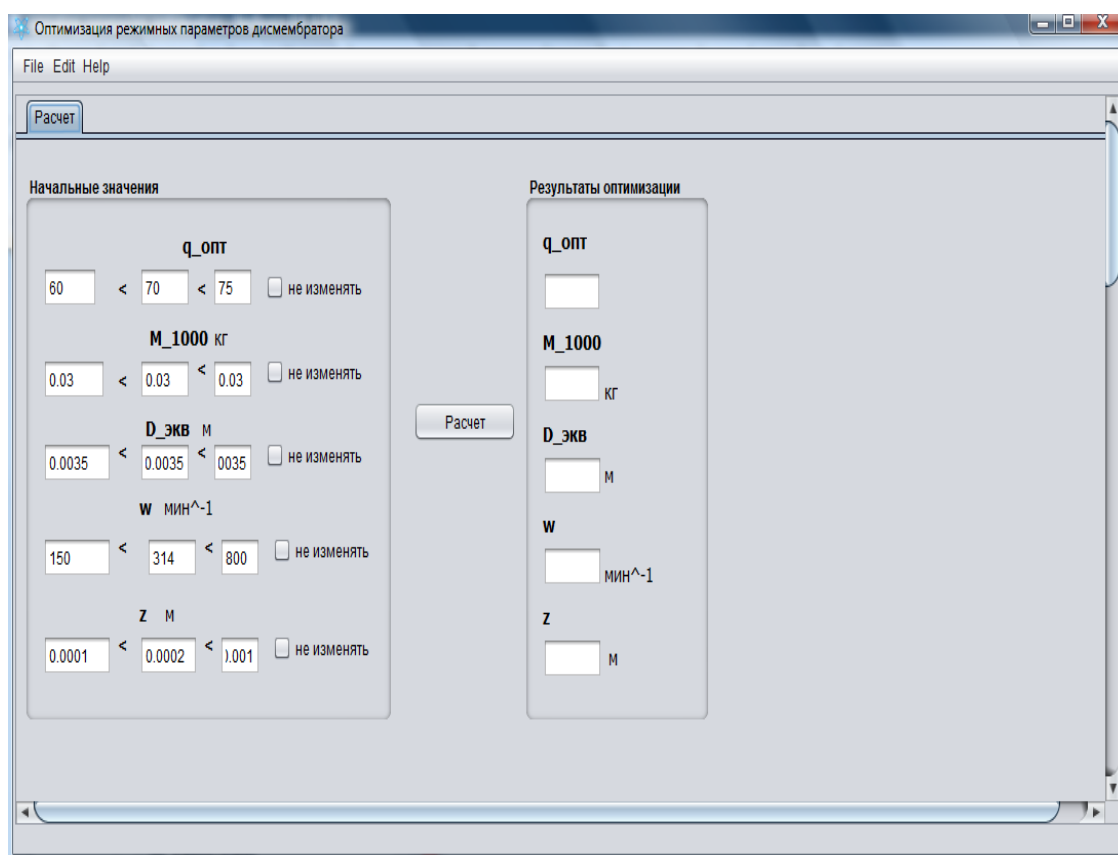 Оптимизация режимных параметров дисмембратора
File Edit Help
Расчет
Начальные значения
q_опт
60 < 70 < 75 не изменять
M_1000 кг
0.03 < 0.03 < 0.03 не изменять
D_экв м
0.0035 < 0.0035 < 0035 не изменять
w мин^-1
150 < 314 < 800 не изменять
z м
0.0001 < 0.0002 < 0.001 не изменять
Расчет
Результаты оптимизации
q_опт
M_1000
кг
D_экв
м
w
мин^-1
z
м